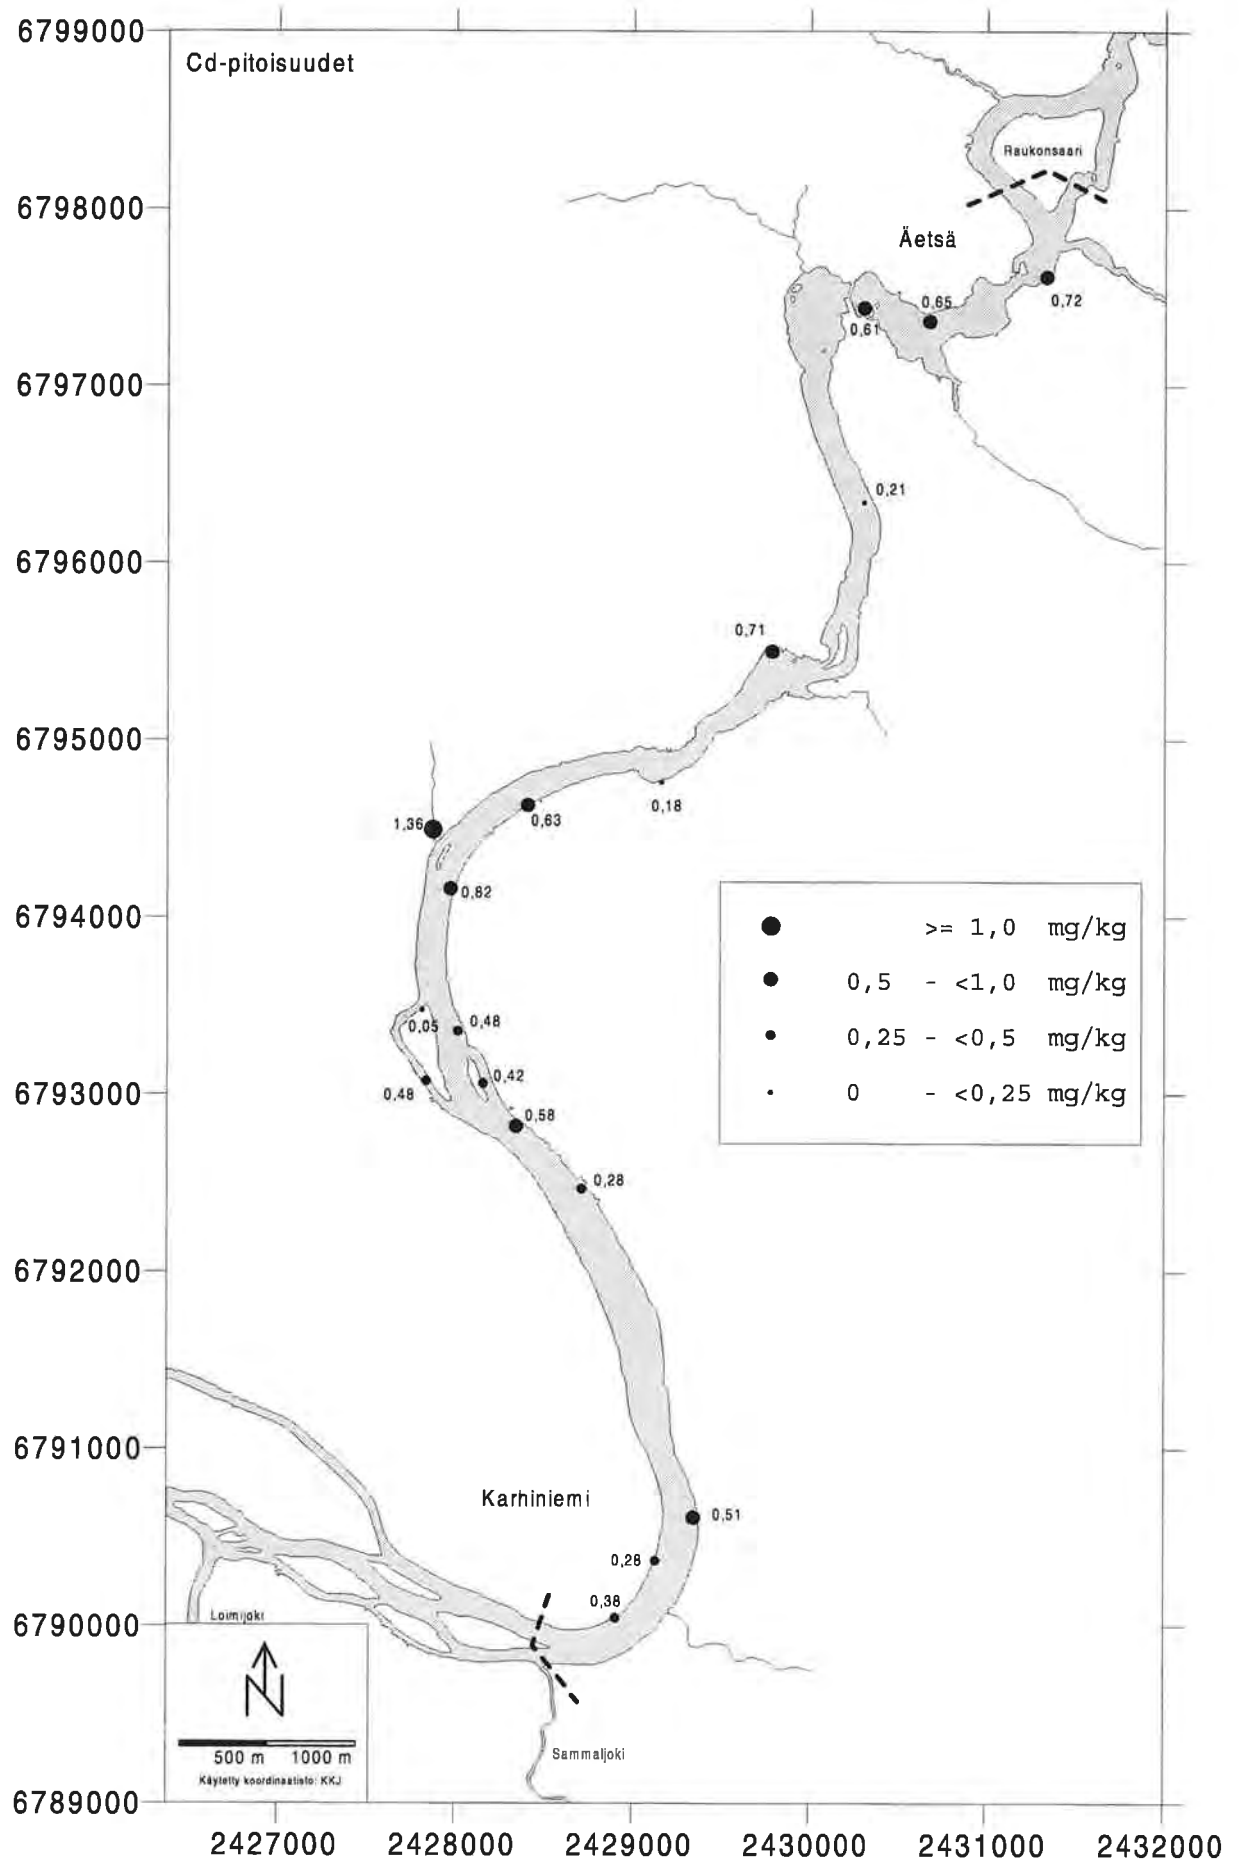 6799000
Cd-pitoisuudet
Raukonsaari
6798000
Äetsä
0,72
0,65
0,61
6797000
0,21
6796000
0,71
6795000
0,18
0,63
1,36
0,82
6794000
>= 1,0 mg/kg
0,5 - <1,0 mg/kg
0,25 - <0,5 mg/kg
0 - <0,25 mg/kg
0,05
0,48
0,42
0,48
6793000
0,58
0,28
6792000
6791000
Karhiniemi
0,51
0,28
0,38
6790000
Loimijoki
N
500 m 1000 m
Käytetty koordinaatisto: KKJ
Sammaljoki
6789000
2427000 2428000 2429000 2430000 2431000 2432000